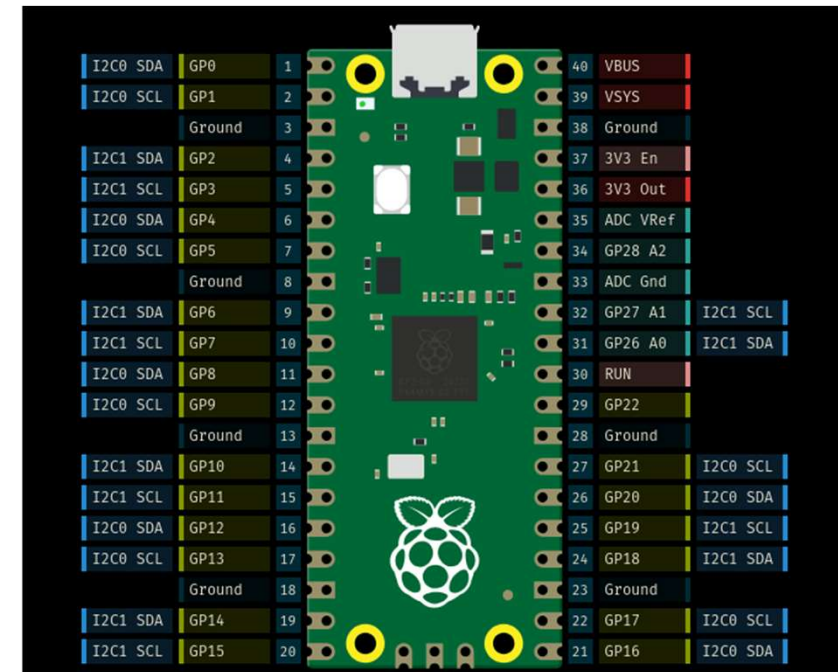 I2C0 SDA GP0 1 40 VBUS
I2C0 SCL GP1 2 39 VSYS
Ground 3 38 Ground
I2C1 SDA GP2 4 37 3V3 En
I2C1 SCL GP3 5 36 3V3 Out
I2C0 SDA GP4 6 35 ADC VRef
I2C0 SCL GP5 7 34 GP28 A2
Ground 8 33 ADC Gnd
I2C1 SDA GP6 9 32 GP27 A1 I2C1 SCL
I2C1 SCL GP7 10 31 GP26 A0 I2C1 SDA
I2C0 SDA GP8 11 30 RUN
I2C0 SCL GP9 12 29 GP22
Ground 13 28 Ground
I2C1 SDA GP10 14 27 GP21 I2C0 SCL
I2C1 SCL GP11 15 26 GP20 I2C0 SDA
I2C0 SDA GP12 16 25 GP19 I2C1 SCL
I2C0 SCL GP13 17 24 GP18 I2C1 SDA
Ground 18 23 Ground
I2C1 SDA GP14 19 22 GP17 I2C0 SCL
I2C1 SCL GP15 20 21 GP16 I2C0 SDA